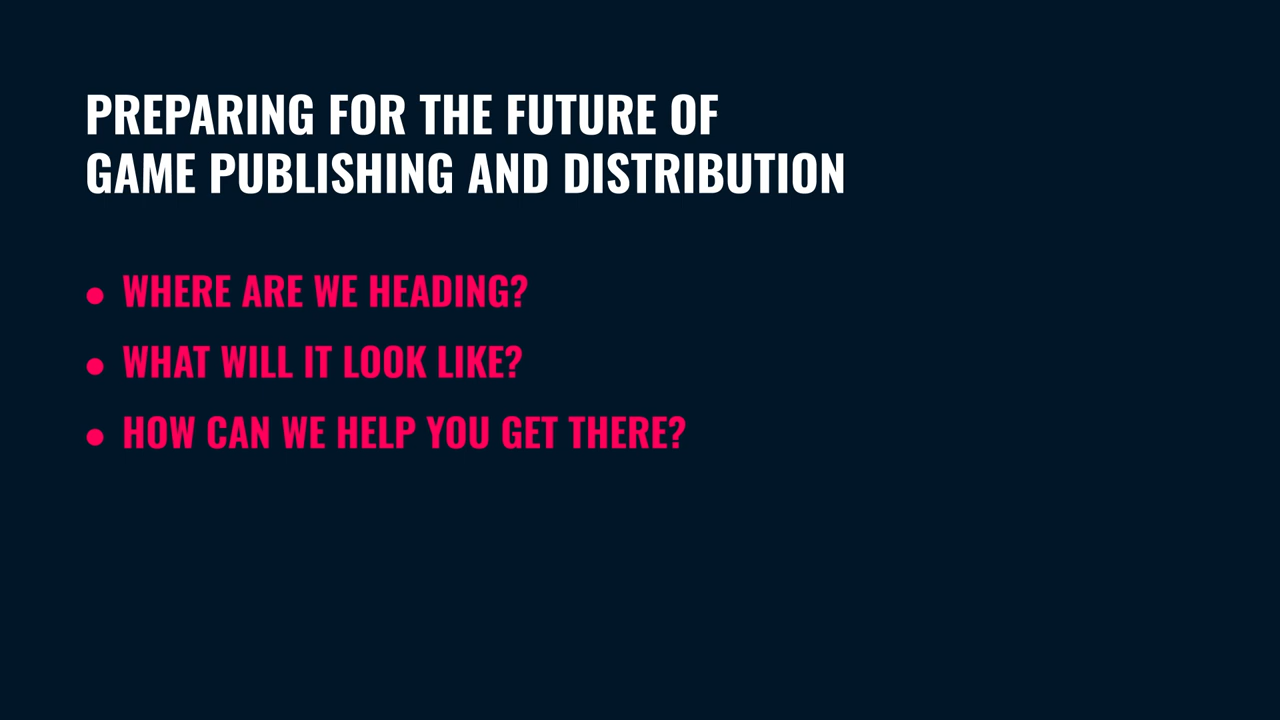 PREPARING FOR THE FUTURE OF
GAME PUBLISHING AND DISTRIBUTION
• WHERE ARE WE HEADING?
• WHAT WILL IT LOOK LIKE?
• HOW CAN WE HELP YOU GET THERE?